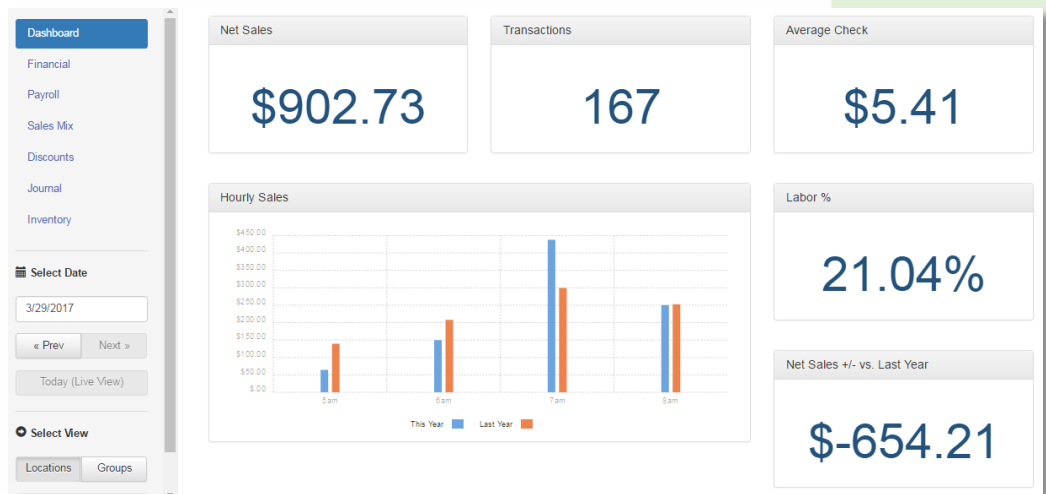 Dashboard
Financial
Payroll
Sales Mix
Discounts
Journal
Inventory
Select Date
3/29/2017
« Prev
Next »
Today (Live View)
Select View
Locations
Groups
Net Sales
$902.73
Transactions
167
Average Check
$5.41
Hourly Sales
$450.00
$400.00
$350.00
$300.00
$250.00
$200.00
$150.00
$100.00
$50.00
$.00
5am
6am
7am
8am
This Year
Last Year
Labor %
21.04%
Net Sales +/- vs. Last Year
$-654.21